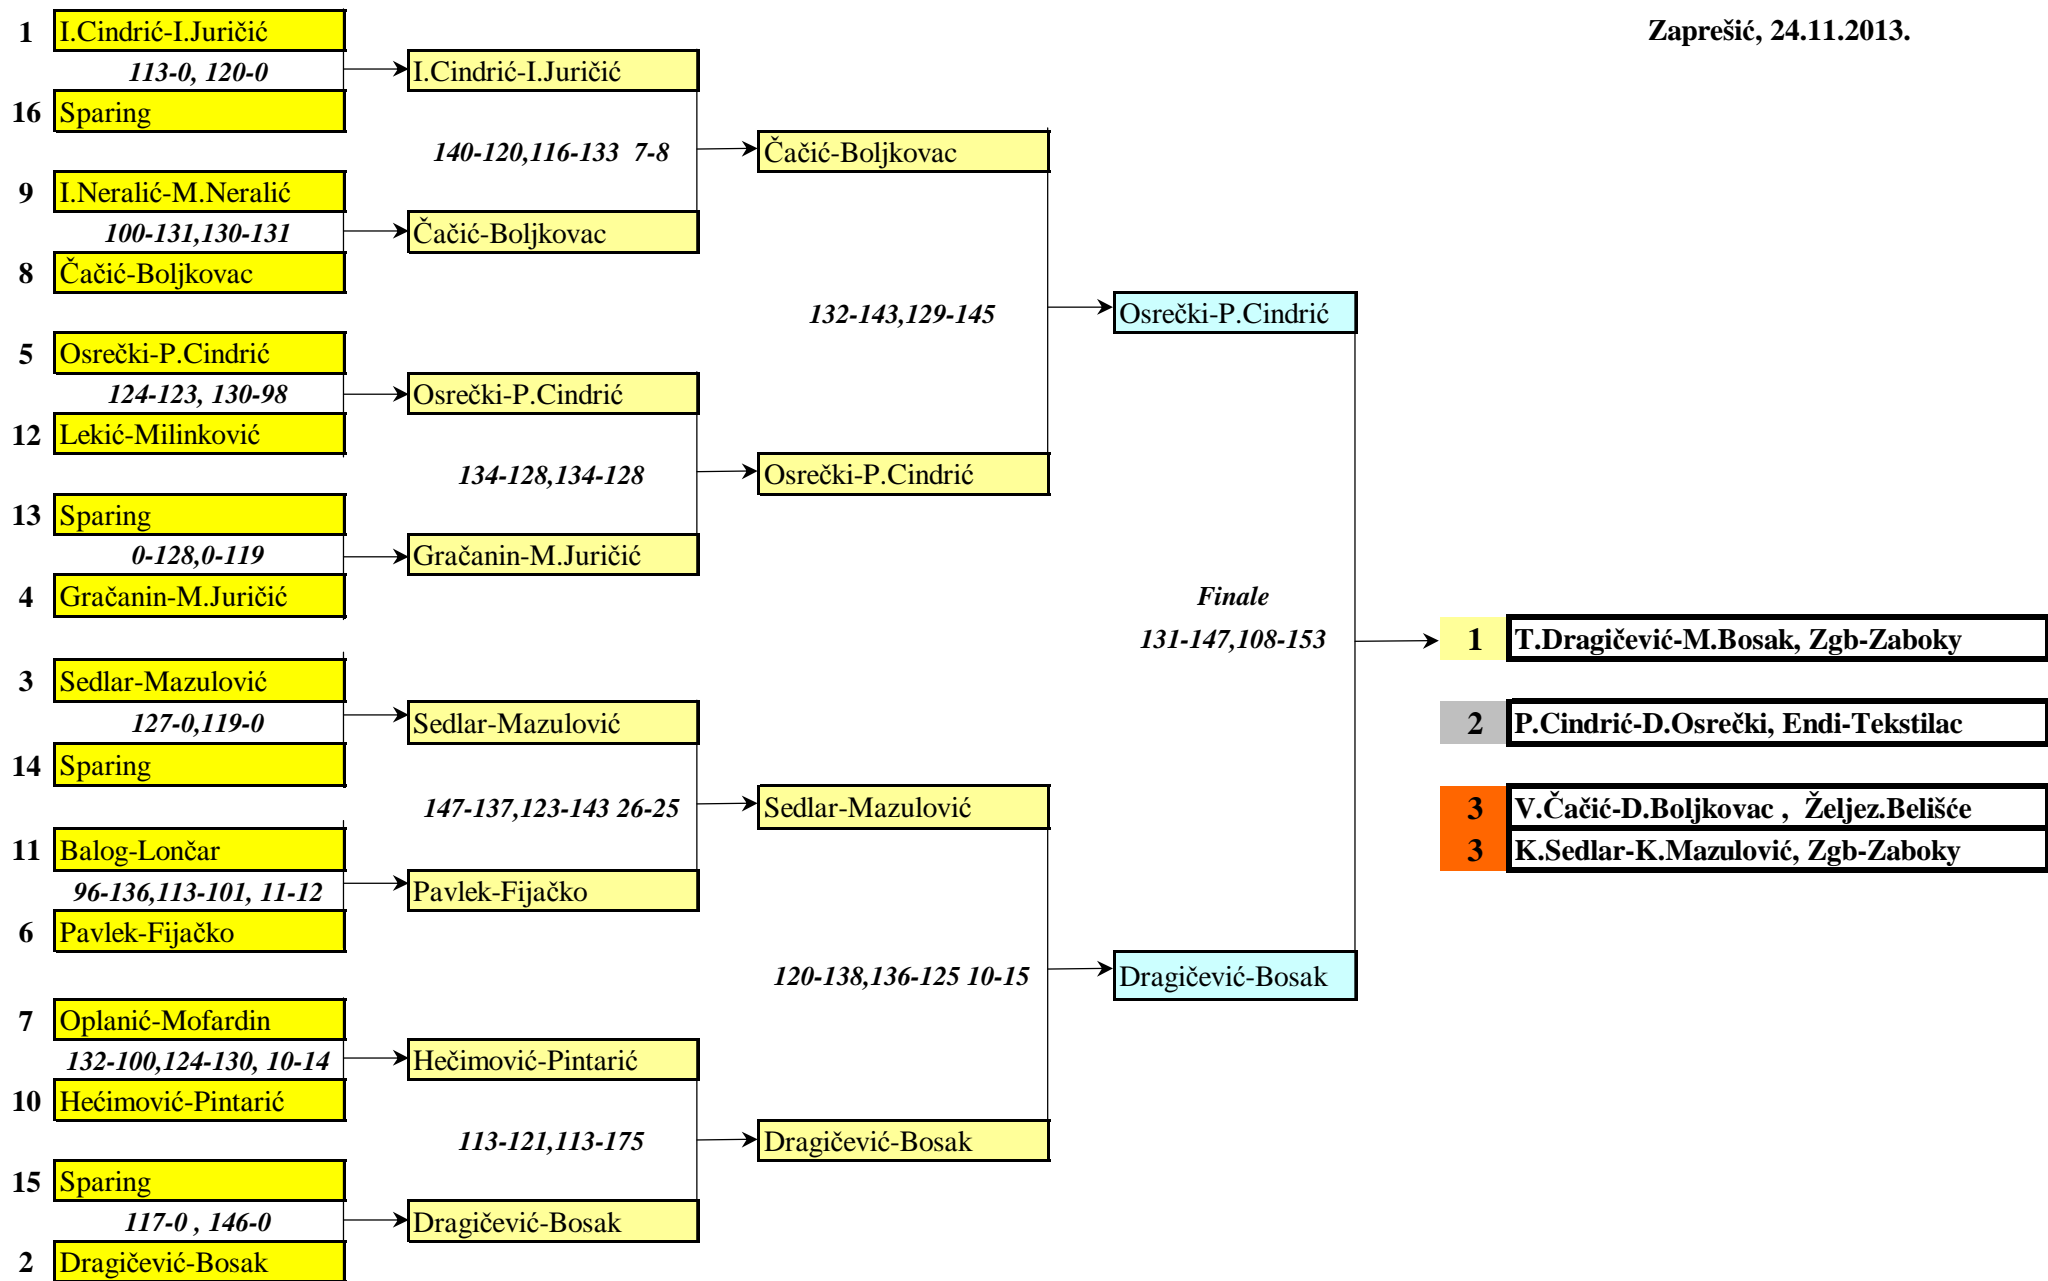 Zaprešić, 24.11.2013.
1 I.Cindrić-I.Juričić
113-0, 120-0
16 Sparing
9 I.Neralić-M.Neralić
100-131,130-131
8 Čačić-Boljkovac
5 Osrečki-P.Cindrić
124-123, 130-98
12 Lekić-Milinković
13 Sparing
0-128,0-119
4 Gračanin-M.Juričić
3 Sedlar-Mazulović
127-0,119-0
14 Sparing
11 Balog-Lončar
96-136,113-101, 11-12
6 Pavlek-Fijačko
7 Oplanić-Mofardin
132-100,124-130, 10-14
10 Hećimović-Pintarić
15 Sparing
117-0 , 146-0
2 Dragičević-Bosak
I.Cindrić-I.Juričić
140-120,116-133 7-8
Čačić-Boljkovac
Osrečki-P.Cindrić
134-128,134-128
Gračanin-M.Juričić
Sedlar-Mazulović
147-137,123-143 26-25
Pavlek-Fijačko
Hečimović-Pintarić
113-121,113-175
Dragičević-Bosak
Čačić-Boljkovac
132-143,129-145
Osrečki-P.Cindrić
Sedlar-Mazulović
120-138,136-125 10-15
Dragičević-Bosak
Osrečki-P.Cindrić
Finale
131-147,108-153
Dragičević-Bosak
1 T.Dragičević-M.Bosak, Zgb-Zaboky
2 P.Cindrić-D.Osrečki, Endi-Tekstilac
3 V.Čačić-D.Boljkovac , Željez.Belišće
3 K.Sedlar-K.Mazulović, Zgb-Zaboky